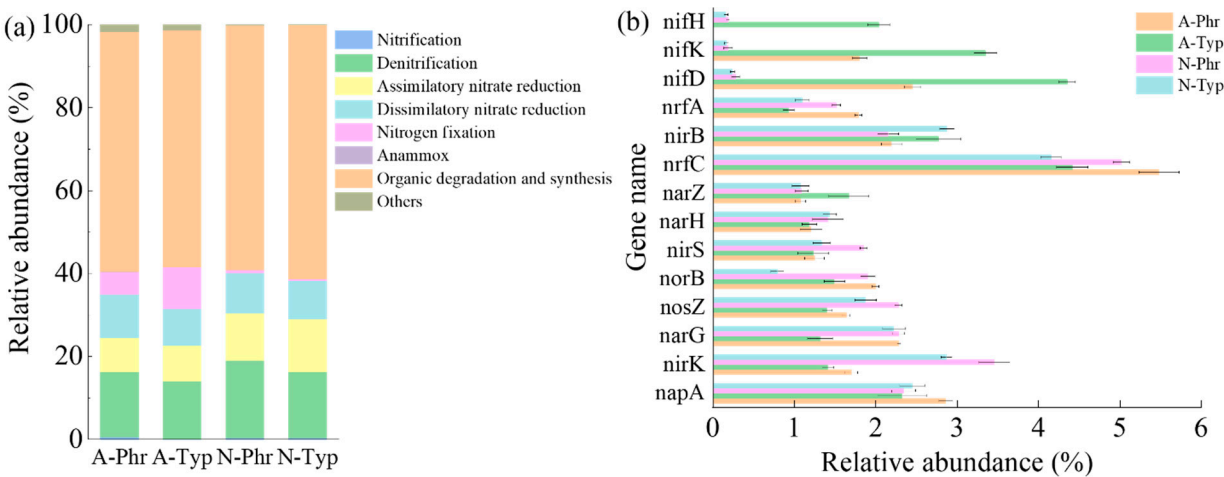 (a)
Relative abundance (%)
100
80
60
40
20
0
A-Phr A-Typ N-Phr N-Typ
Nitrification
Denitrification
Assimilatory nitrate reduction
Dissimilatory nitrate reduction
Nitrogen fixation
Anammox
Organic degradation and synthesis
Others
(b)
Gene name
nifH
nifK
nifD
nrfA
nirB
nrfC
narZ
narH
nirS
norB
nosZ
narG
nirK
napA
0 1 2 3 4 5 6
Relative abundance (%)
A-Phr
A-Typ
N-Phr
N-Typ